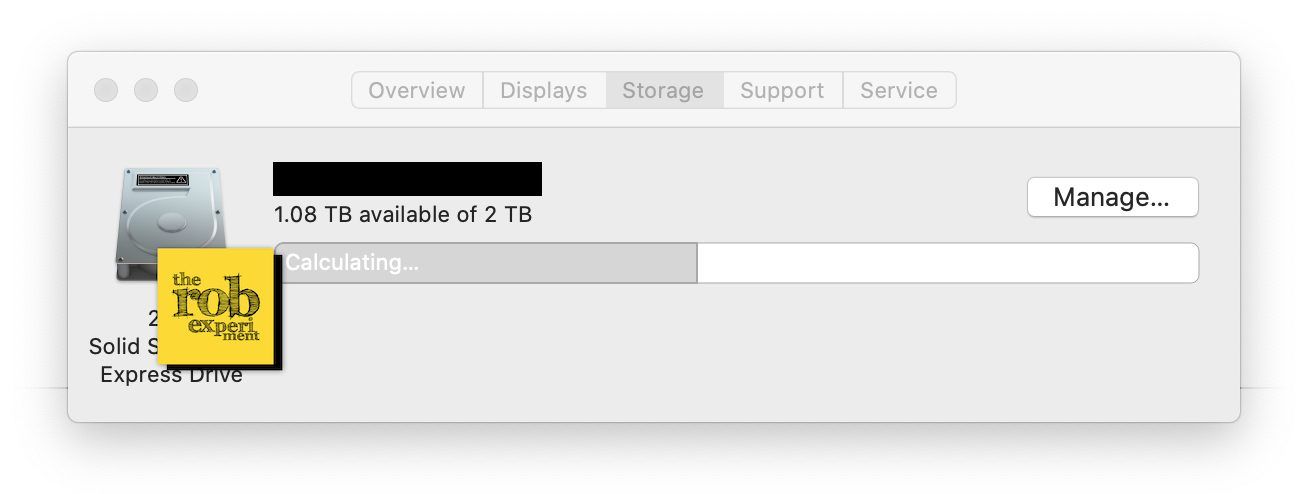 Overview Displays Storage Support Service
1.08 TB available of 2 TB
Manage...
Calculating...
the
rob
experi
ment
2
Solid S
Express Drive